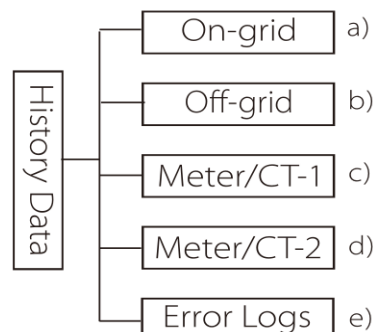 History Data
On-grid a)
Off-grid b)
Meter/CT-1 c)
Meter/CT-2 d)
Error Logs e)